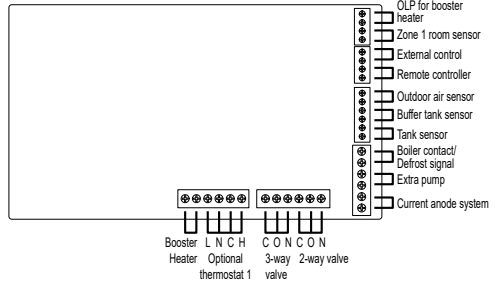 OLP for booster
heater
Zone 1 room sensor
External control
Remote controller
Outdoor air sensor
Buffer tank sensor
Tank sensor
Boiler contact/
Defrost signal
Extra pump
Current anode system
Booster L N C H C O N C O N
Heater Optional 3-way 2-way valve
thermostat 1 valve